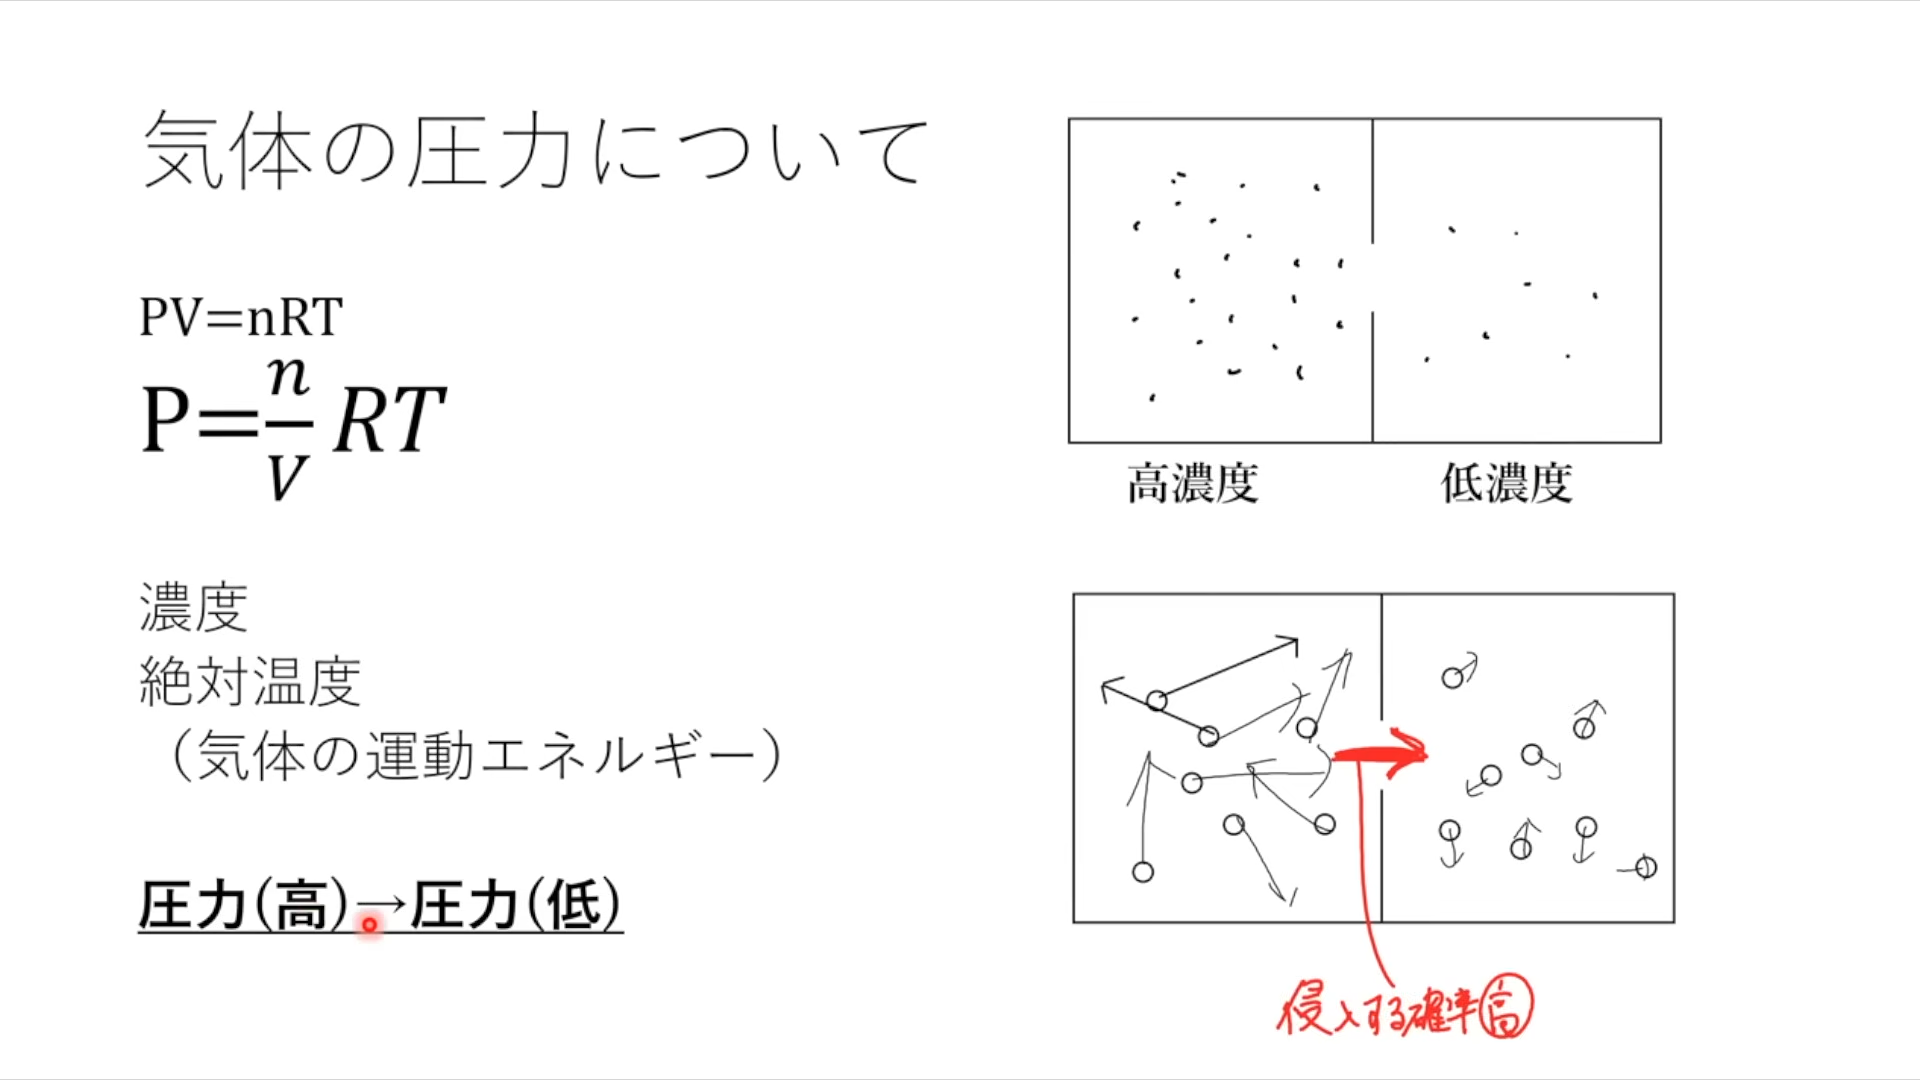 気体の圧力について
PV=nRT
P=n/V RT
濃度
絶対温度
（気体の運動エネルギー）
圧力(高)→圧力(低)
高濃度
低濃度
侵入する確率高